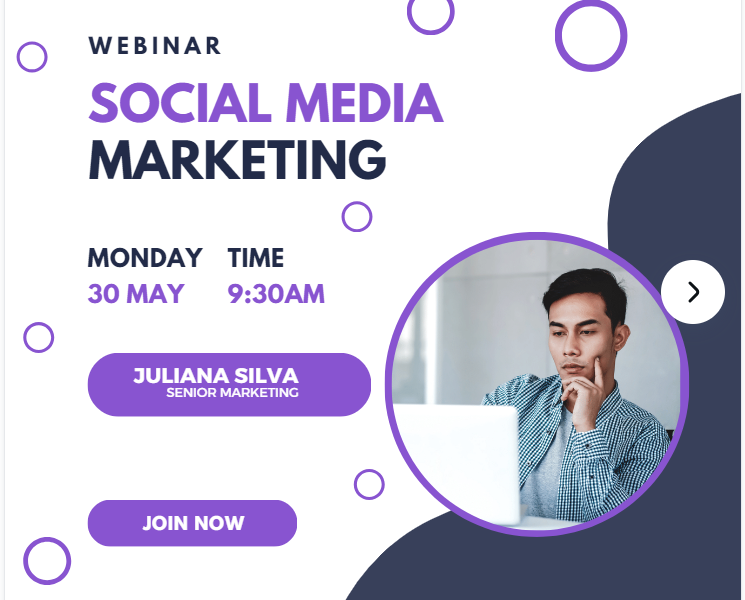 WEBINAR
SOCIAL MEDIA
MARKETING
MONDAY TIME
30 MAY 9:30AM
JULIANA SILVA
SENIOR MARKETING
JOIN NOW